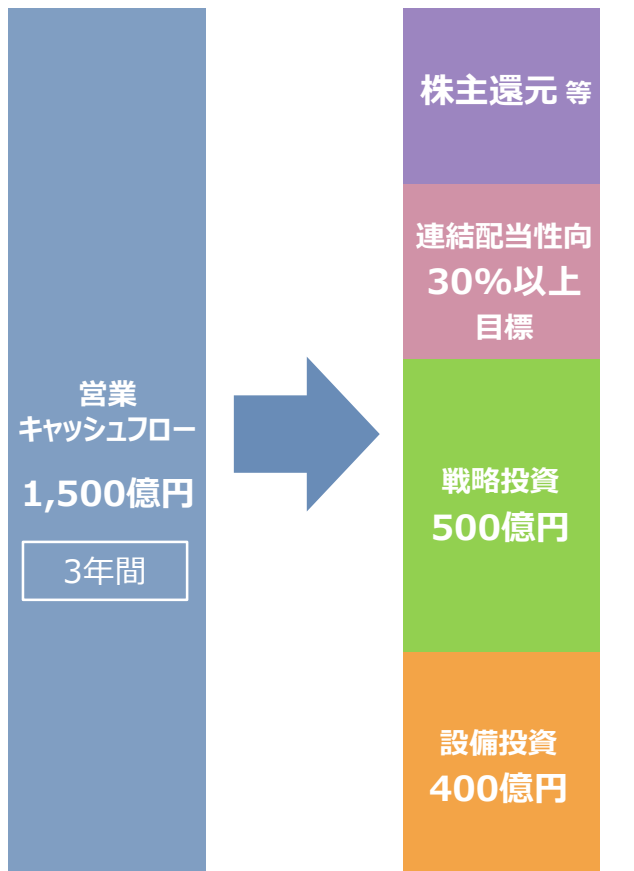 営業
キャッシュフロー
1,500億円
3年間
株主還元 等
連結配当性向
30%以上
目標
戦略投資
500億円
設備投資
400億円